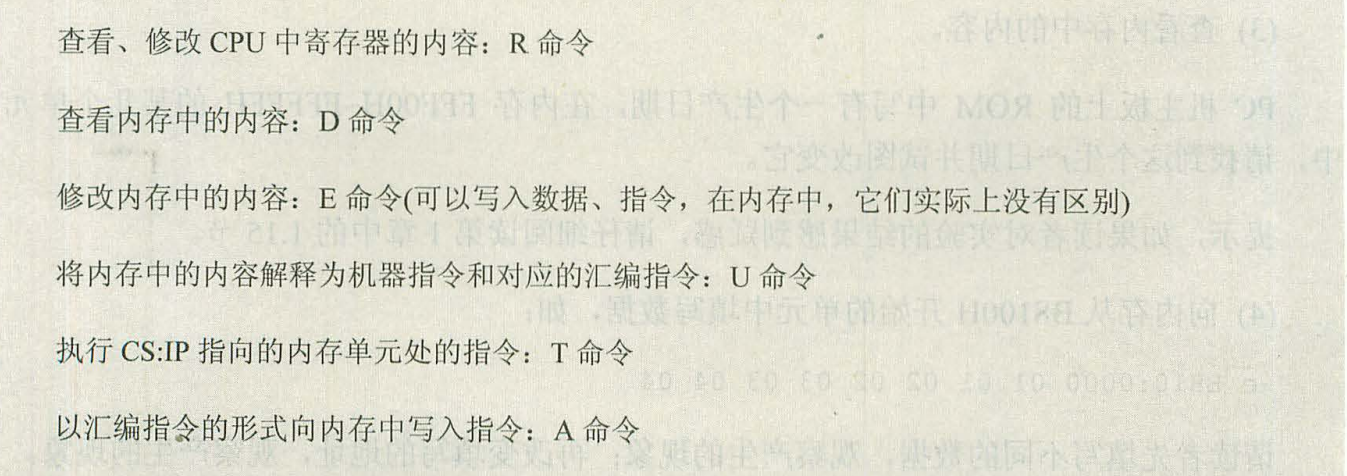 查看、修改 CPU 中寄存器的内容：R 命令
查看内存中的内容：D 命令
修改内存中的内容：E 命令(可以写入数据、指令，在内存中，它们实际上没有区别)
将内存中的内容解释为机器指令和对应的汇编指令：U 命令
执行 CS:IP 指向的内存单元处的指令：T 命令
以汇编指令的形式向内存中写入指令：A 命令